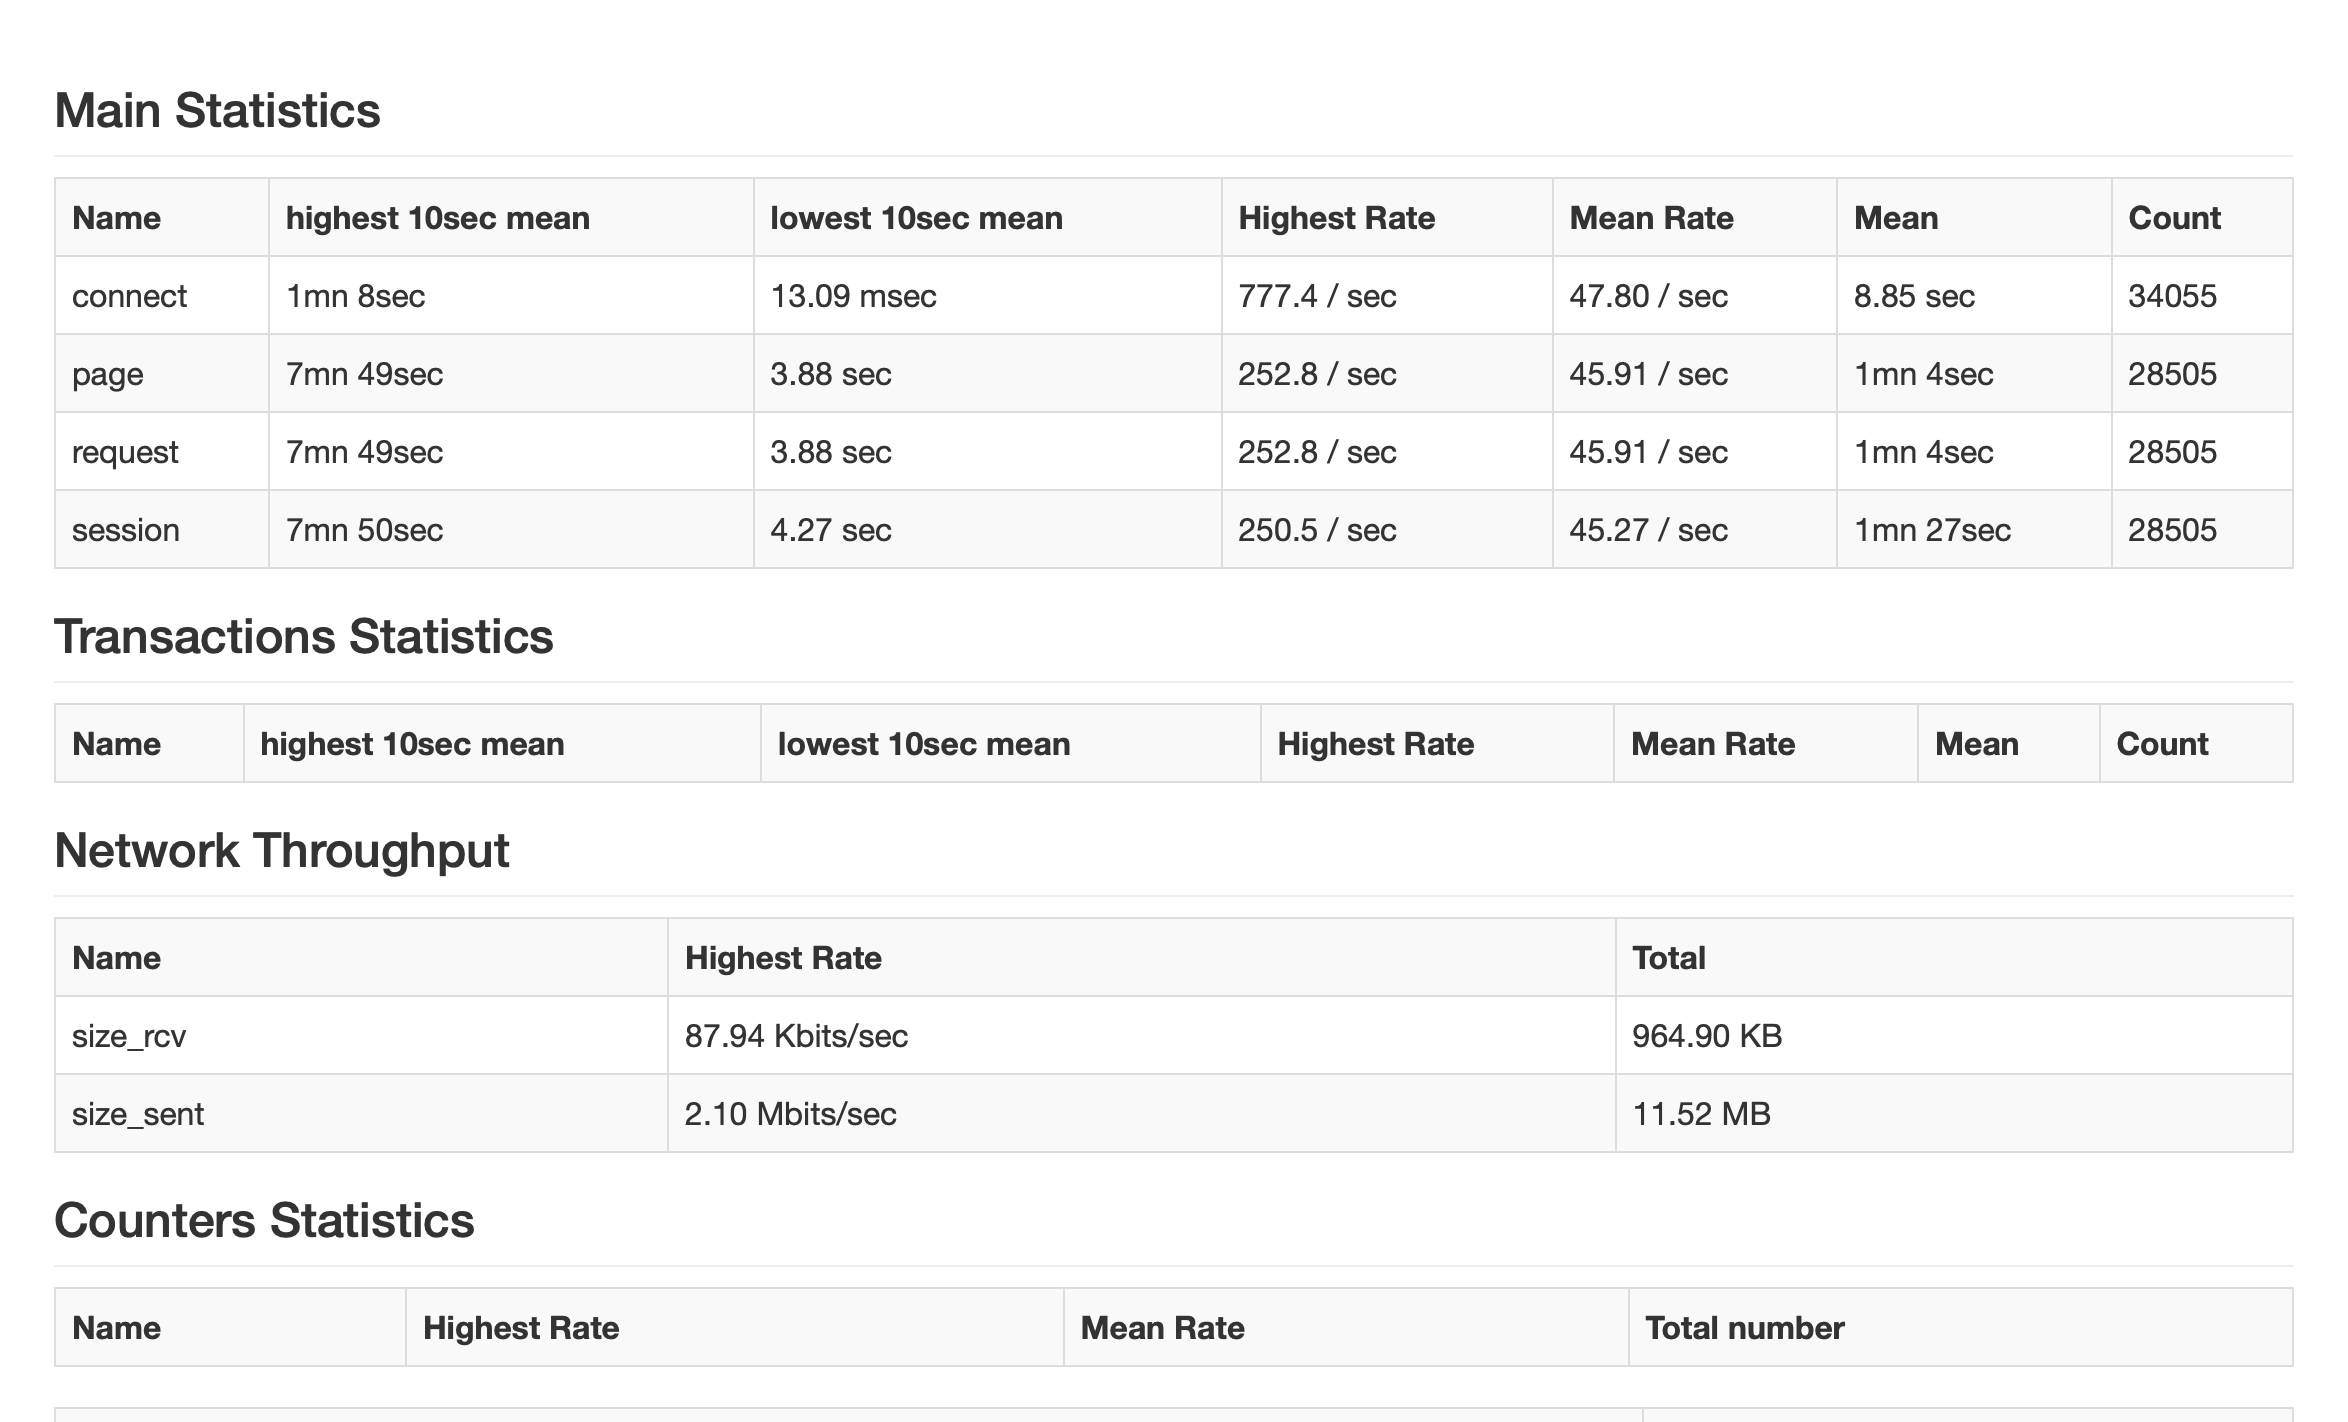 Main Statistics
Name highest 10sec mean lowest 10sec mean Highest Rate Mean Rate Mean Count
connect 1mn 8sec 13.09 msec 777.4 / sec 47.80 / sec 8.85 sec 34055
page 7mn 49sec 3.88 sec 252.8 / sec 45.91 / sec 1mn 4sec 28505
request 7mn 49sec 3.88 sec 252.8 / sec 45.91 / sec 1mn 4sec 28505
session 7mn 50sec 4.27 sec 250.5 / sec 45.27 / sec 1mn 27sec 28505
Transactions Statistics
Name highest 10sec mean lowest 10sec mean Highest Rate Mean Rate Mean Count
Network Throughput
Name Highest Rate Total
size_rcv 87.94 Kbits/sec 964.90 KB
size_sent 2.10 Mbits/sec 11.52 MB
Counters Statistics
Name Highest Rate Mean Rate Total number